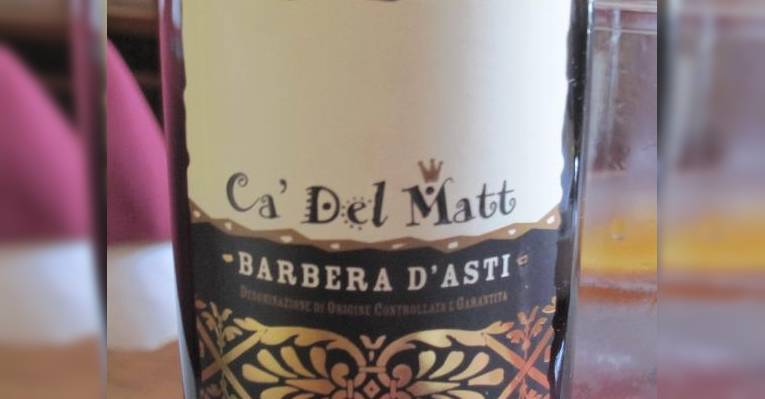 Ca' Del Matt
BARBERA D'ASTI
DENOMINAZIONE DI ORIGINE CONTROLLATA E GARANTITA